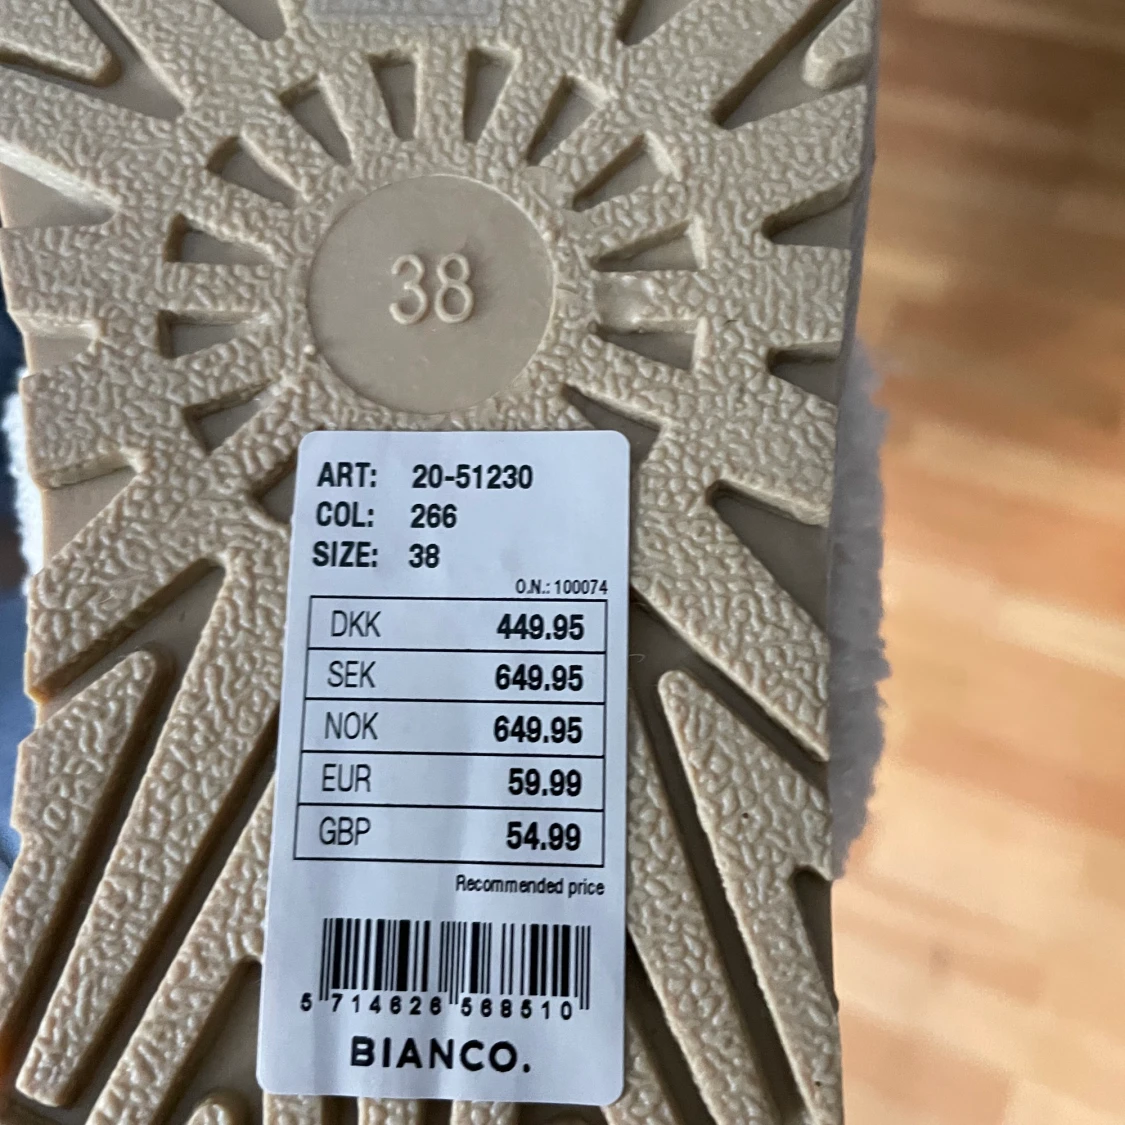 38
ART: 20-51230
COL: 266
SIZE: 38
O.N.: 100074
DKK 449.95
SEK 649.95
NOK 649.95
EUR 59.99
GBP 54.99
Recommended price
5 714626 568510
BIANCO.